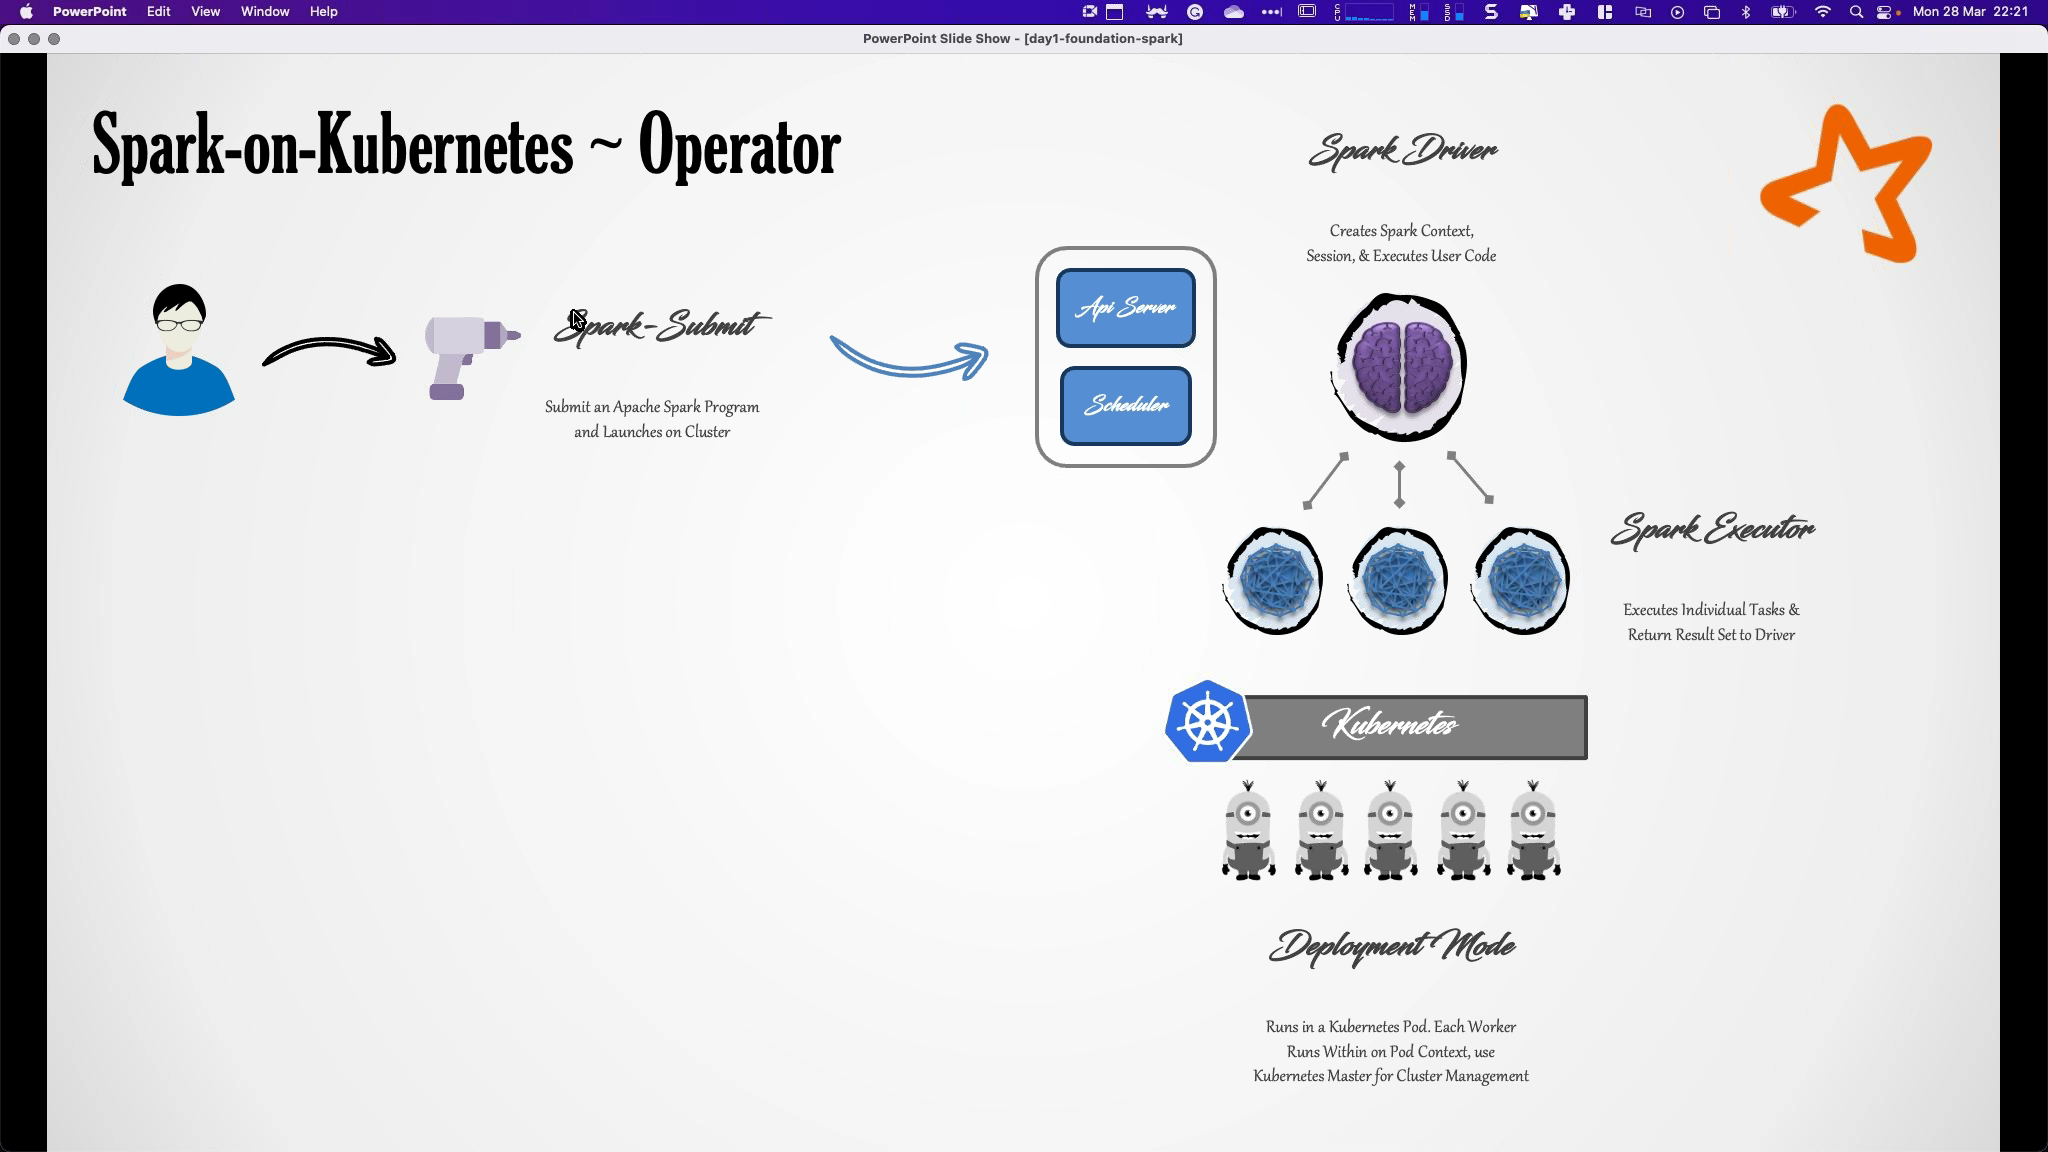 PowerPoint Edit View Window Help
CPU MEM SSD Mon 28 Mar 22:21
PowerPoint Slide Show - [day1-foundation-spark]
Spark-on-Kubernetes ~ Operator
Spark Driver
Creates Spark Context,
Session, & Executes User Code
Spark-Submit
Submit an Apache Spark Program
and Launches on Cluster
Api Server
Scheduler
Spark Executor
Executes Individual Tasks &
Return Result Set to Driver
Kubernetes
Deployment Mode
Runs in a Kubernetes Pod. Each Worker
Runs Within on Pod Context, use
Kubernetes Master for Cluster Management